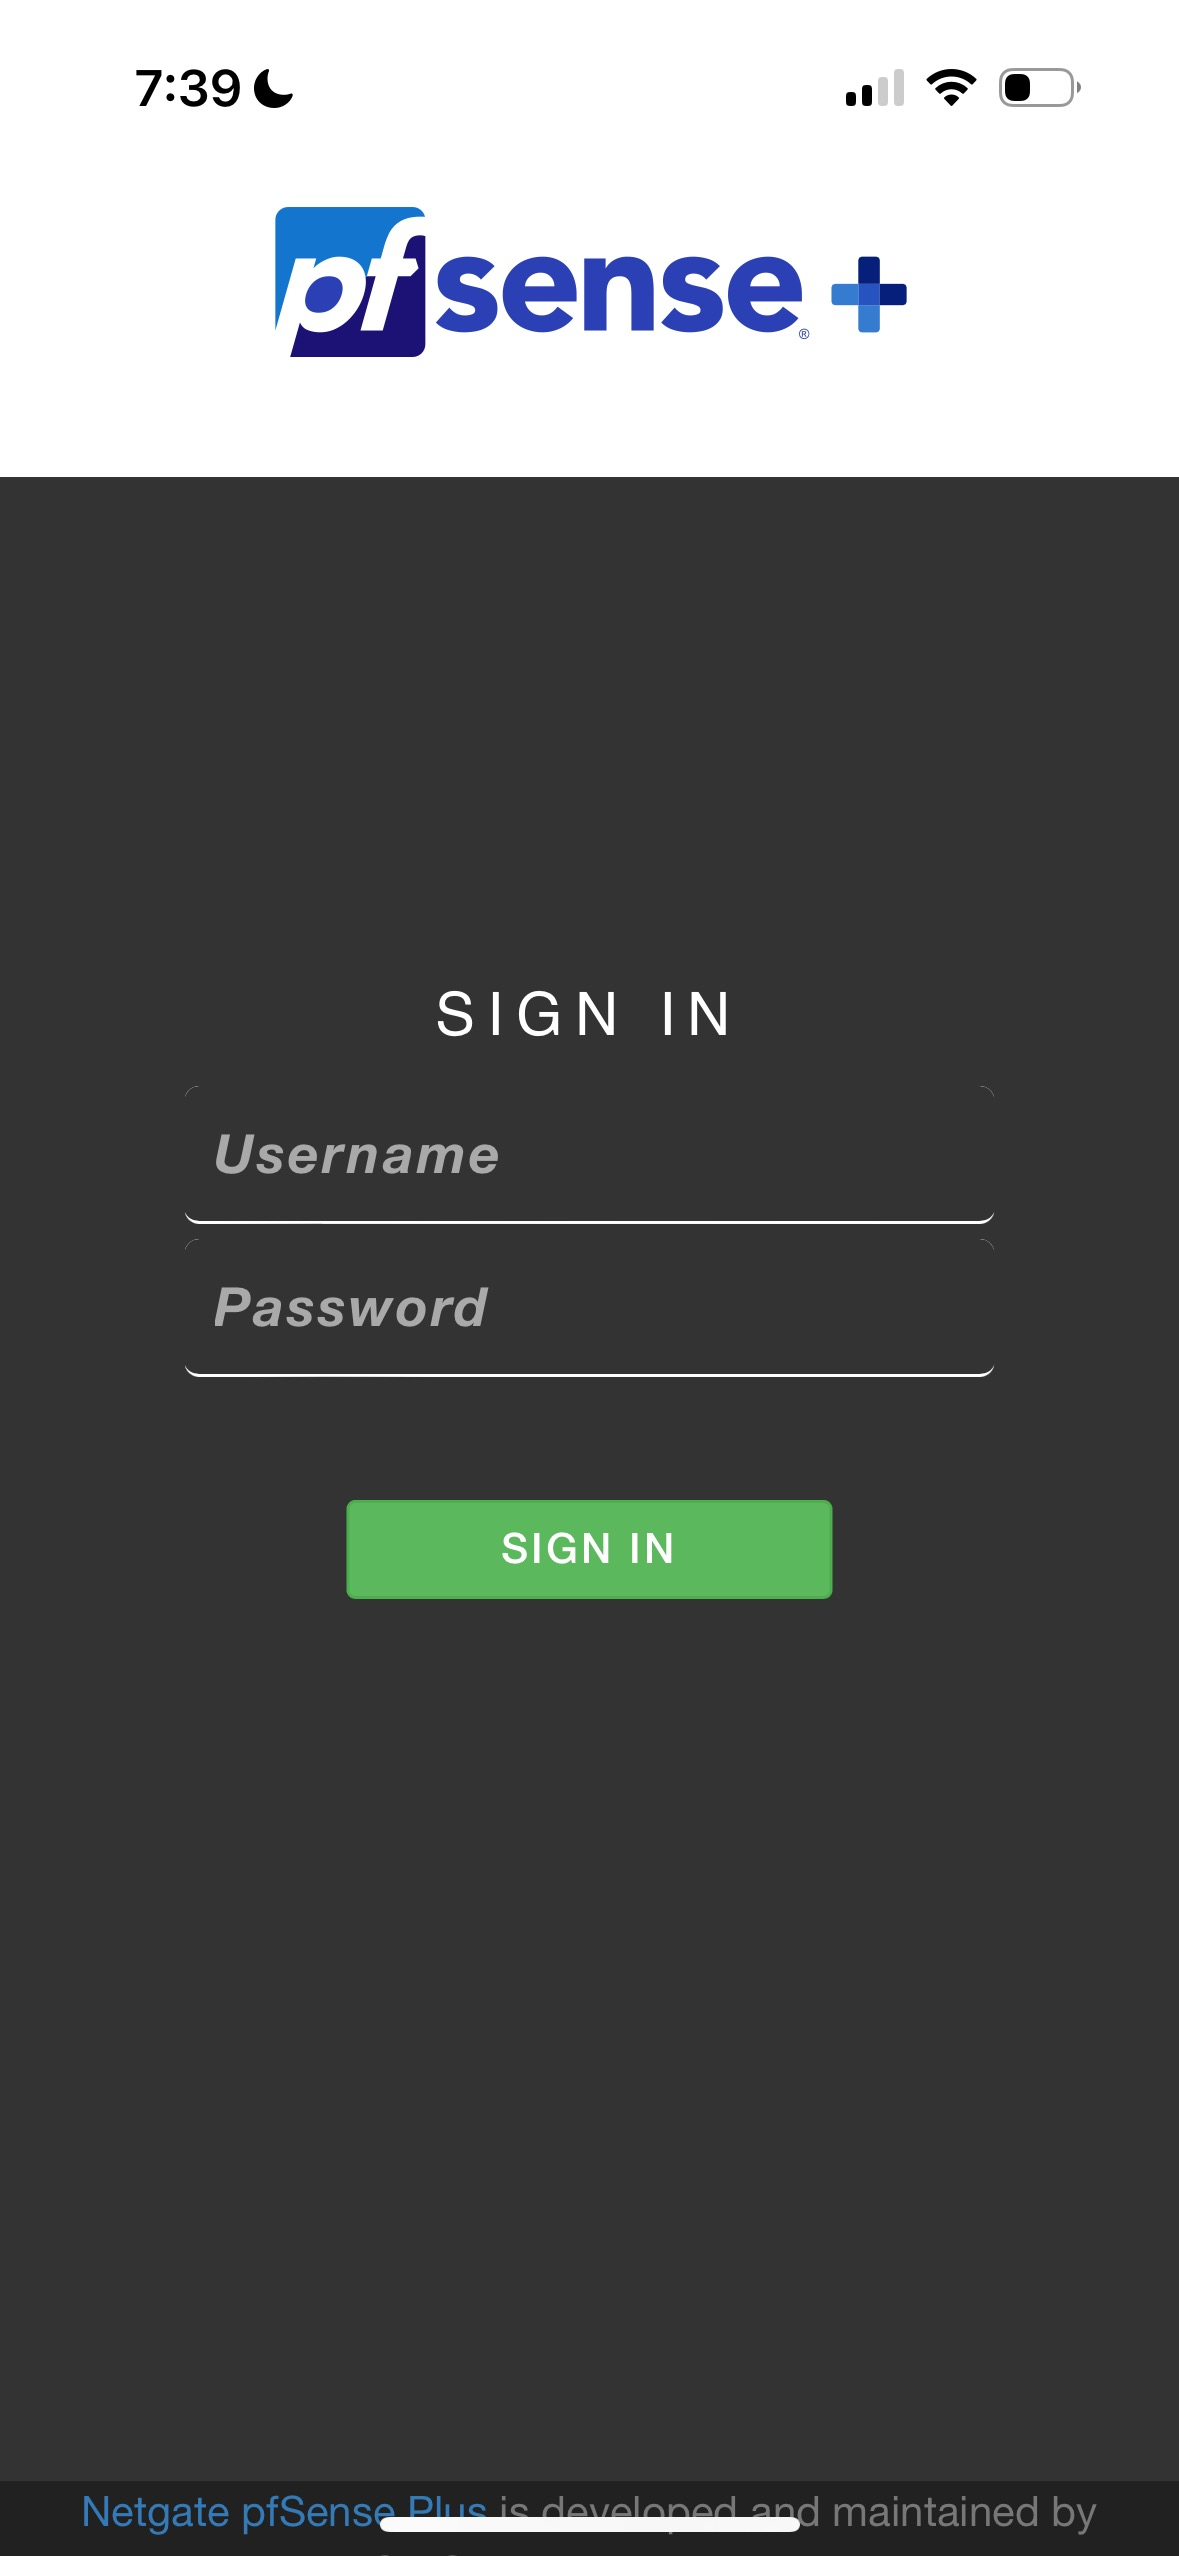 7:39
pfsense®+
SIGN IN
Username
Password
SIGN IN
Netgate pfSense Plus is developed and maintained by